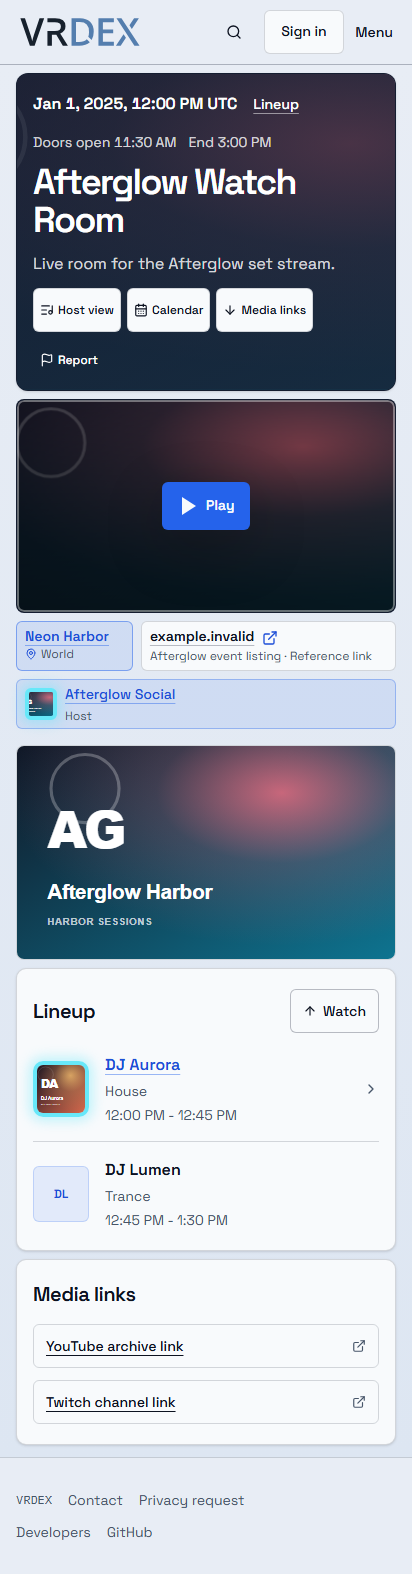 VRDEX
Sign in
Menu
Jan 1, 2025, 12:00 PM UTC Lineup
Doors open 11:30 AM End 3:00 PM
Afterglow Watch
Room
Live room for the Afterglow set stream.
Host view
Calendar
Media links
Report
Play
Neon Harbor
World
example.invalid
Afterglow event listing · Reference link
Afterglow Social
Host
AG
Afterglow Harbor
HARBOR SESSIONS
Lineup
Watch
DA
DJ Aurora
DJ Aurora
House
12:00 PM - 12:45 PM
DL
DJ Lumen
Trance
12:45 PM - 1:30 PM
Media links
YouTube archive link
Twitch channel link
VRDEX Contact Privacy request
Developers GitHub